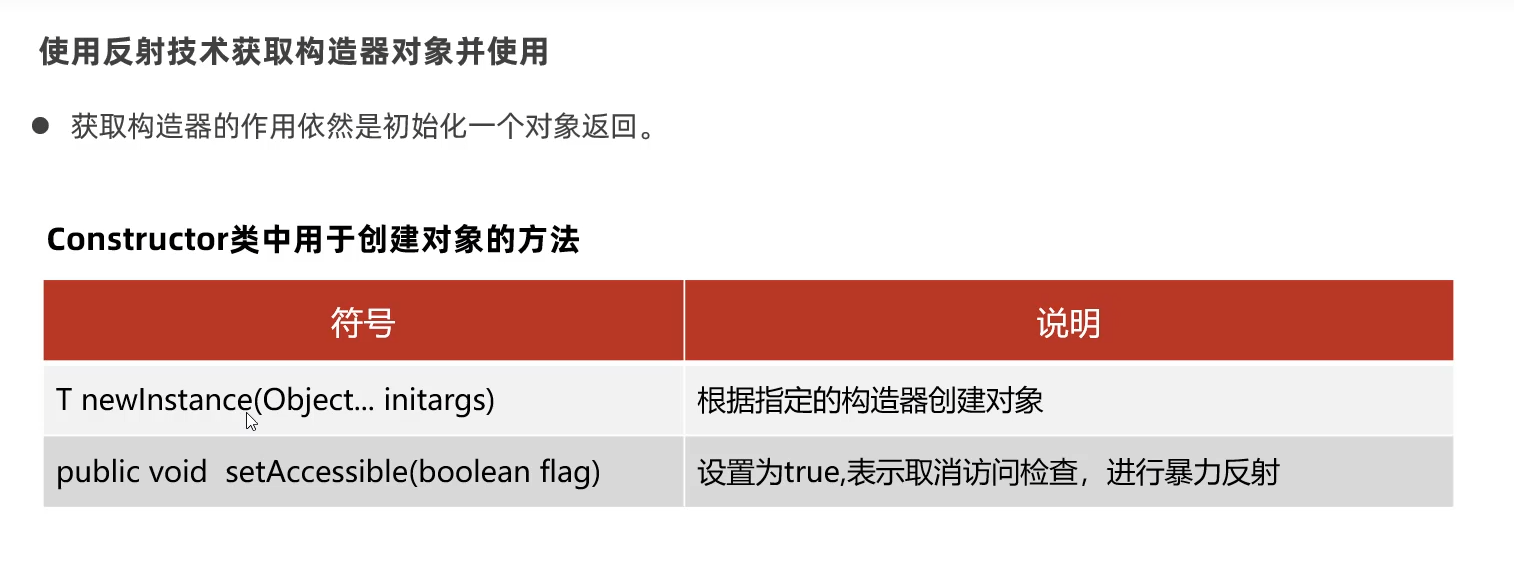 使用反射技术获取构造器对象并使用
● 获取构造器的作用依然是初始化一个对象返回。
Constructor类中用于创建对象的方法
符号 说明
T newInstance(Object... initargs) 根据指定的构造器创建对象
public void  setAccessible(boolean flag) 设置为true,表示取消访问检查，进行暴力反射